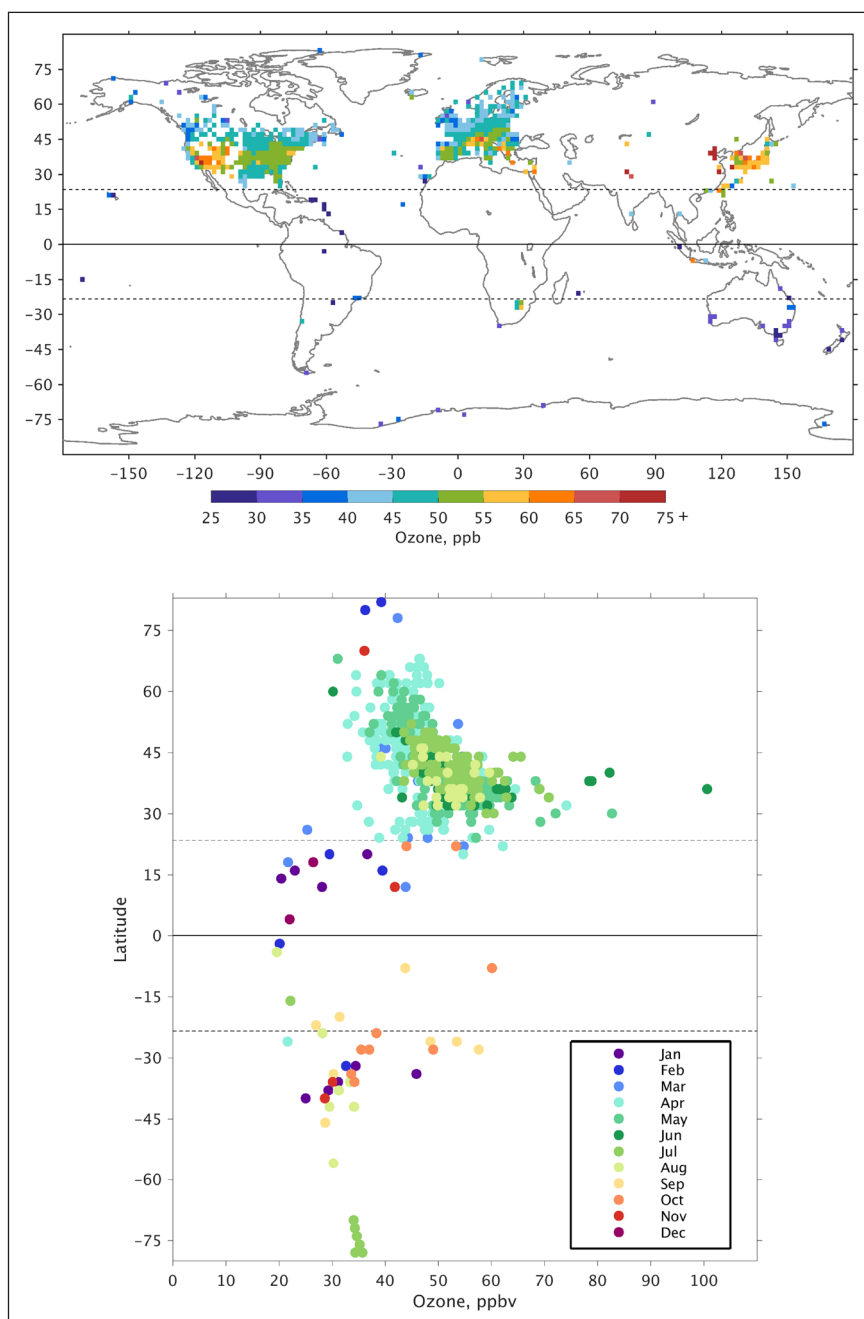 75
60
45
30
15
0
−15
−30
−45
−60
−75
−150 −120 −90 −60 −30 0 30 60 90 120 150
25 30 35 40 45 50 55 60 65 70 75 +
Ozone, ppb
75
60
45
30
15
0
−15
−30
−45
−60
−75
Latitude
Jan
Feb
Mar
Apr
May
Jun
Jul
Aug
Sep
Oct
Nov
Dec
0 10 20 30 40 50 60 70 80 90 100
Ozone, ppbv